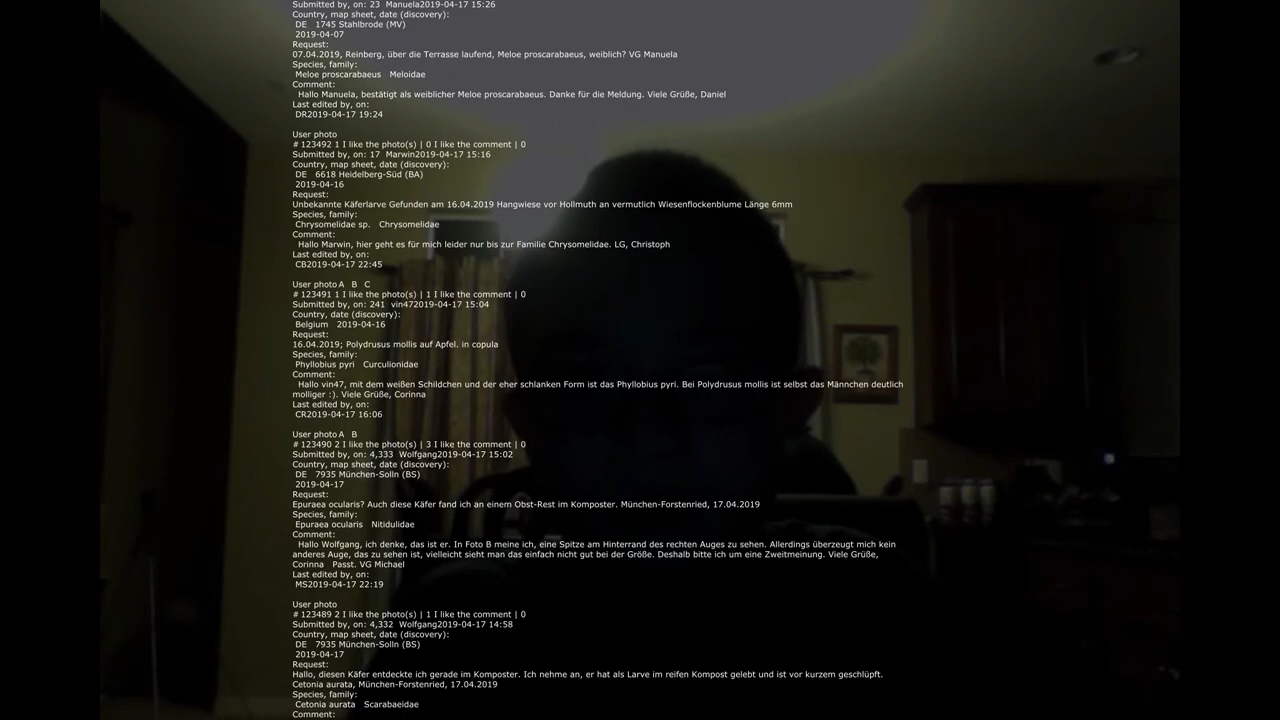 Submitted by, on: 23 Manuela2019-04-17 15:26
Country, map sheet, date (discovery):
DE 1745 Stahlbrode (MV)
2019-04-07
Request:
07.04.2019, Reinberg, über die Terrasse laufend, Meloe proscarabaeus, weiblich? VG Manuela
Species, family:
Meloe proscarabaeus Meloidae
Comment:
Hallo Manuela, bestätigt als weiblicher Meloe proscarabaeus. Danke für die Meldung. Viele Grüße, Daniel
Last edited by, on:
DR2019-04-17 19:24
User photo
# 123492 1 I like the photo(s) | 0 I like the comment | 0
Submitted by, on: 17 Marwin2019-04-17 15:16
Country, map sheet, date (discovery):
DE 6618 Heidelberg-Süd (BA)
2019-04-16
Request:
Unbekannte Käferlarve Gefunden am 16.04.2019 Hangwiese vor Hollmuth an vermutlich Wiesenflockenblume Länge 6mm
Species, family:
Chrysomelidae sp. Chrysomelidae
Comment:
Hallo Marwin, hier geht es für mich leider nur bis zur Familie Chrysomelidae. LG, Christoph
Last edited by, on:
CB2019-04-17 22:45
User photo A B C
# 123491 1 I like the photo(s) | 1 I like the comment | 0
Submitted by, on: 241 vin472019-04-17 15:04
Country, date (discovery):
Belgium 2019-04-16
Request:
16.04.2019; Polydrusus mollis auf Apfel. in copula
Species, family:
Phyllobius pyri Curculionidae
Comment:
Hallo vin47, mit dem weißen Schildchen und der eher schlanken Form ist das Phyllobius pyri. Bei Polydrusus mollis ist selbst das Männchen deutlich
molliger :). Viele Grüße, Corinna
Last edited by, on:
CR2019-04-17 16:06
User photo A B
# 123490 2 I like the photo(s) | 3 I like the comment | 0
Submitted by, on: 4,333 Wolfgang2019-04-17 15:02
Country, map sheet, date (discovery):
DE 7935 München-Solln (BS)
2019-04-17
Request:
Epuraea ocularis? Auch diese Käfer fand ich an einem Obst-Rest im Komposter. München-Forstenried, 17.04.2019
Species, family:
Epuraea ocularis Nitidulidae
Comment:
Hallo Wolfgang, ich denke, das ist er. In Foto B meine ich, eine Spitze am Hinterrand des rechten Auges zu sehen. Allerdings überzeugt mich kein
anderes Auge, das zu sehen ist, vielleicht sieht man das einfach nicht gut bei der Größe. Deshalb bitte ich um eine Zweitmeinung. Viele Grüße,
Corinna Passt. VG Michael
Last edited by, on:
MS2019-04-17 22:19
User photo
# 123489 2 I like the photo(s) | 1 I like the comment | 0
Submitted by, on: 4,332 Wolfgang2019-04-17 14:58
Country, map sheet, date (discovery):
DE 7935 München-Solln (BS)
2019-04-17
Request:
Hallo, diesen Käfer entdeckte ich gerade im Komposter. Ich nehme an, er hat als Larve im reifen Kompost gelebt und ist vor kurzem geschlüpft.
Cetonia aurata, München-Forstenried, 17.04.2019
Species, family:
Cetonia aurata Scarabaeidae
Comment: